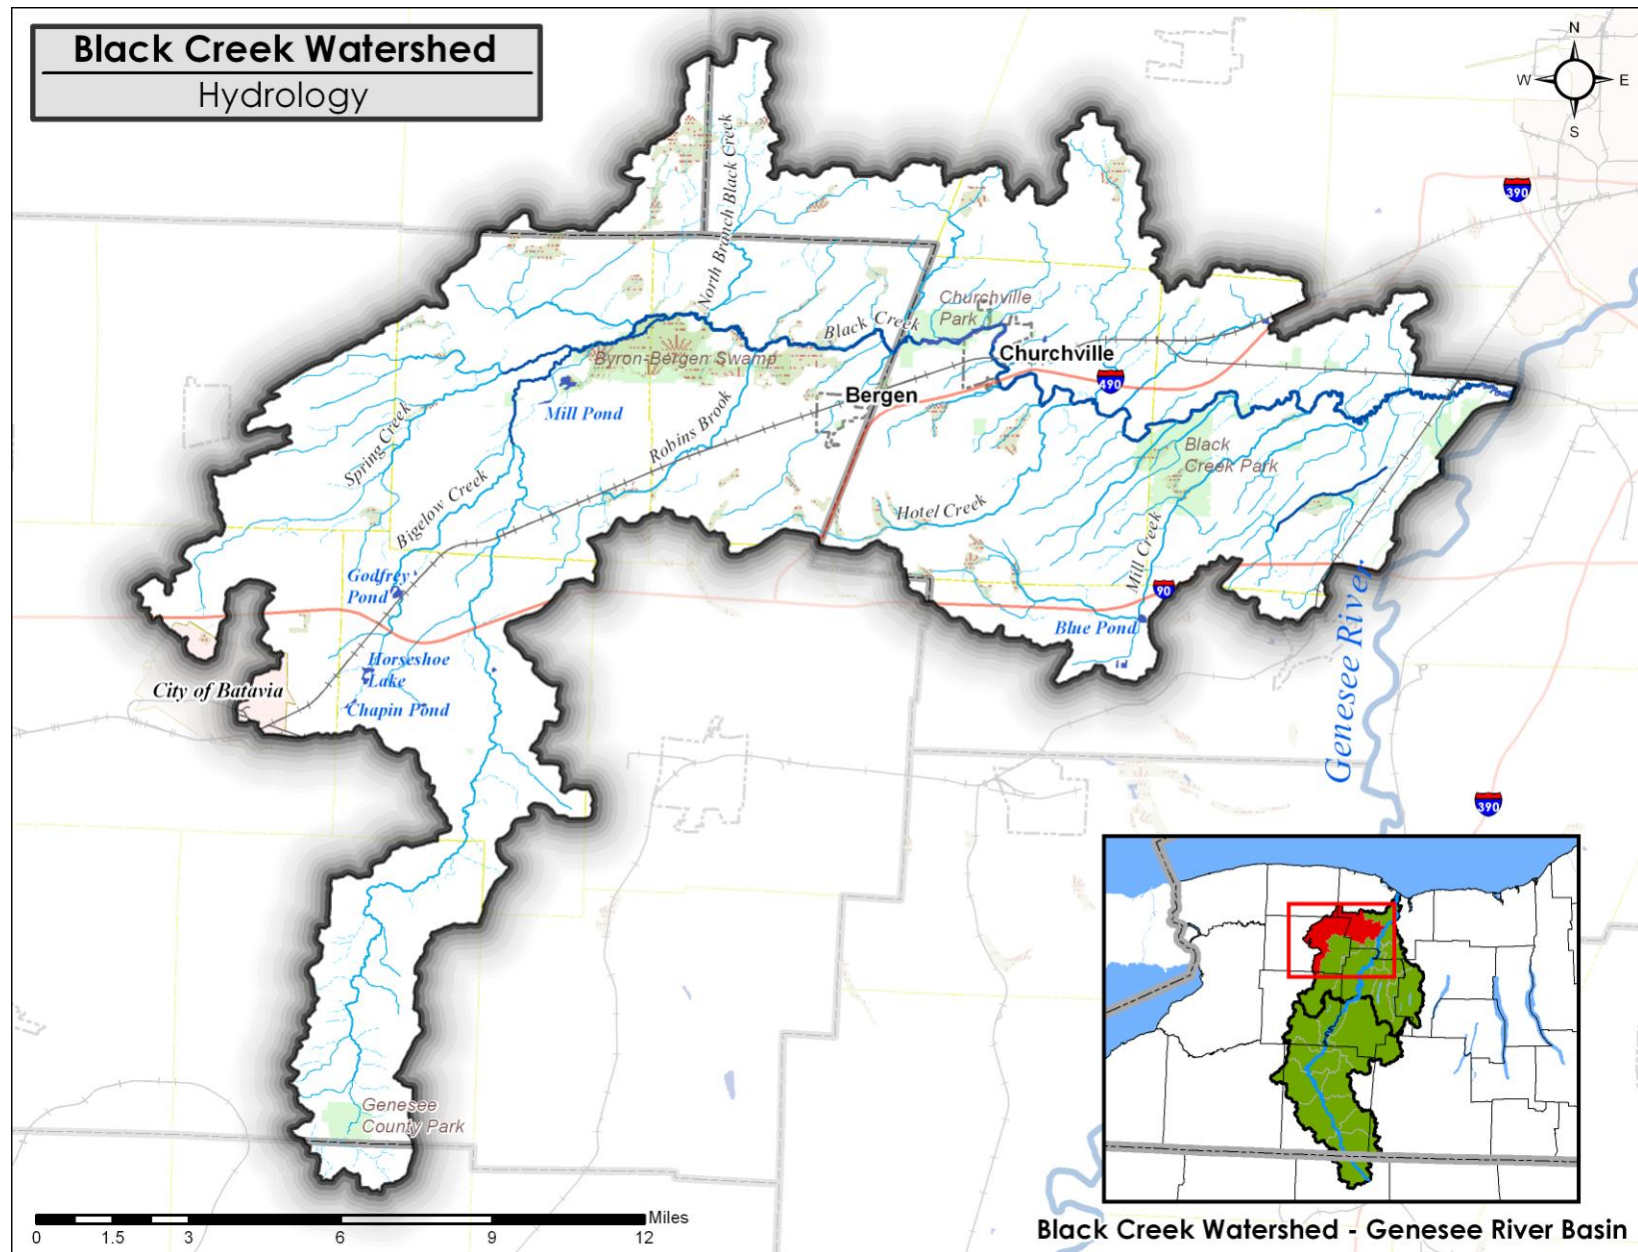 Black Creek Watershed
Hydrology
N
W
E
S
390
North Branch Black Creek
Churchville
Park
Black Creek
Byron-Bergen Swamp
Churchville
490
Bergen
Mill Pond
Robins Brook
Spring Creek
Black
Creek Park
Bigelow Creek
Hotel Creek
Mill Creek
Godfrey
Pond
90
Blue Pond
Genesee River
Horseshoe
Lake
City of Batavia
Chapin Pond
390
Genesee
County Park
0
1.5
3
6
9
12
Miles
Black Creek Watershed - Genesee River Basin